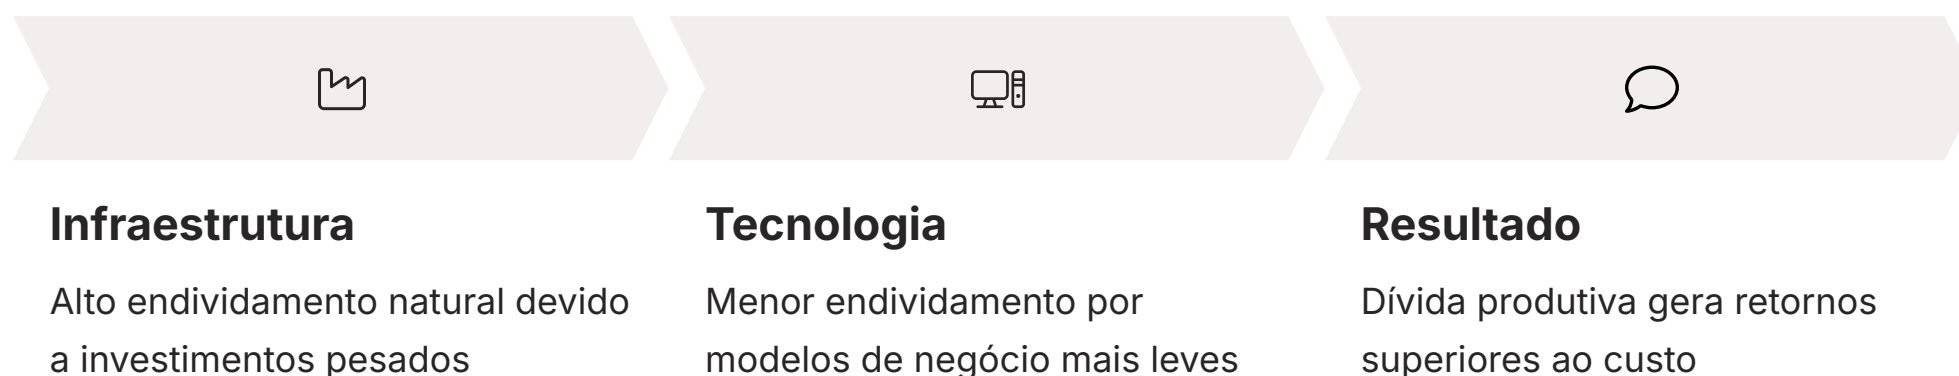 Infraestrutura
Alto endividamento natural devido
a investimentos pesados
Tecnologia
Menor endividamento por
modelos de negócio mais leves
Resultado
Dívida produtiva gera retornos
superiores ao custo